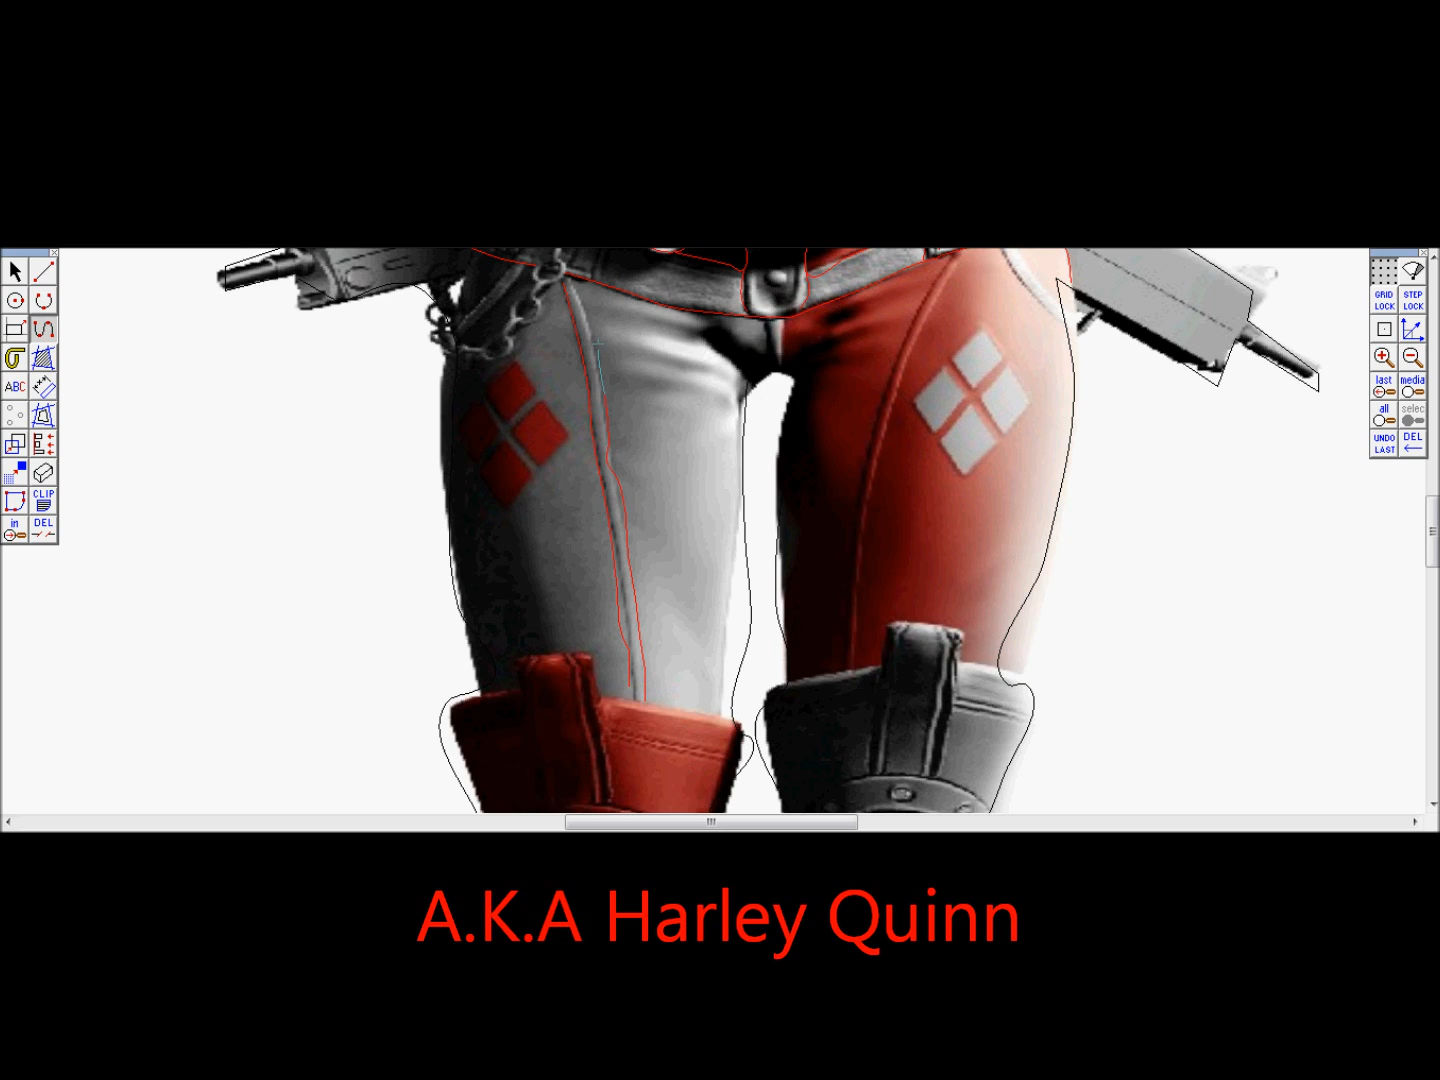 ABC
CLIP
in
DEL
GRID
LOCK
STEP
LOCK
last
media
all
selec
UNDO
LAST
DEL
A.K.A Harley Quinn